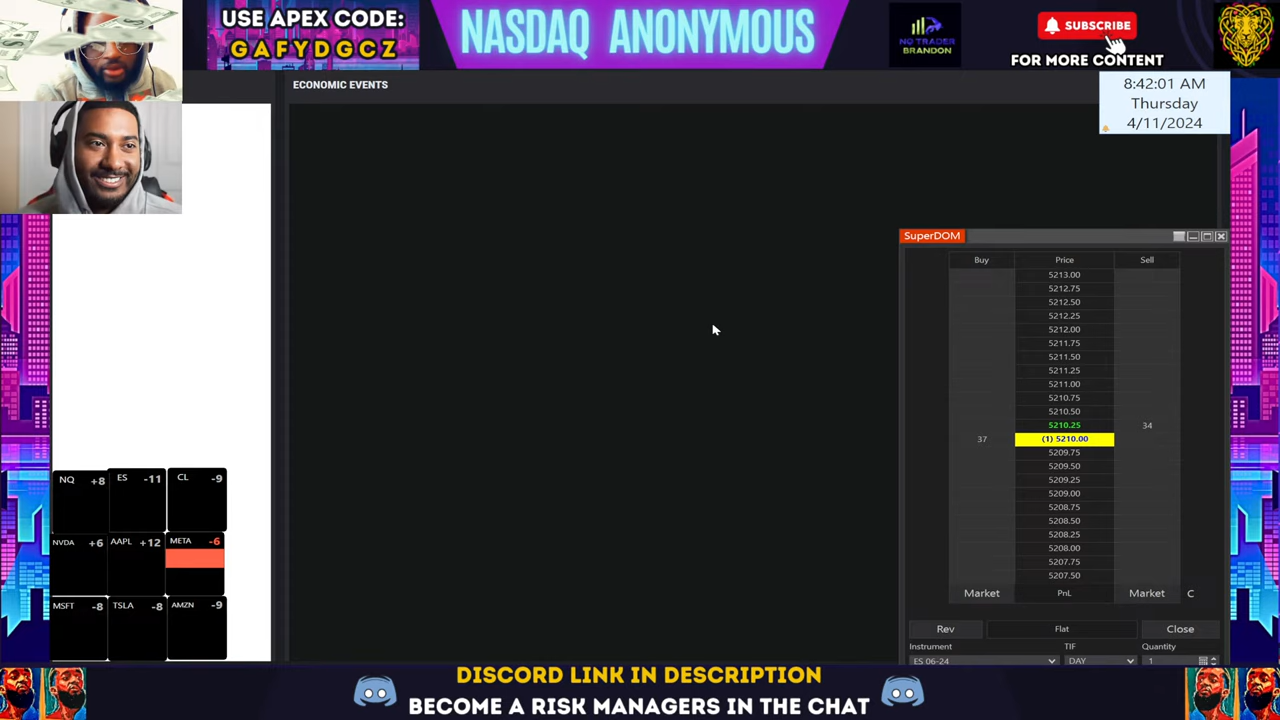 USE APEX CODE:
GAFYDGCZ
NASDAQ ANONYMOUS
NQ TRADER
BRANDON
SUBSCRIBE
FOR MORE CONTENT
8:42:01 AM
Thursday
4/11/2024
ECONOMIC EVENTS
SuperDOM
Buy Price Sell
5213.00
5212.75
5212.50
5212.25
5212.00
5211.75
5211.50
5211.25
5211.00
5210.75
5210.50
5210.25 34
37 (1) 5210.00
5209.75
5209.50
5209.25
5209.00
5208.75
5208.50
5208.25
5208.00
5207.75
5207.50
Market PnL Market C
Rev Flat Close
Instrument TIF Quantity
ES 06-24 DAY 1
NQ +8 ES -11 CL -9
NVDA +6 AAPL +12 META -6
MSFT -8 TSLA -8 AMZN -9
DISCORD LINK IN DESCRIPTION
BECOME A RISK MANAGERS IN THE CHAT